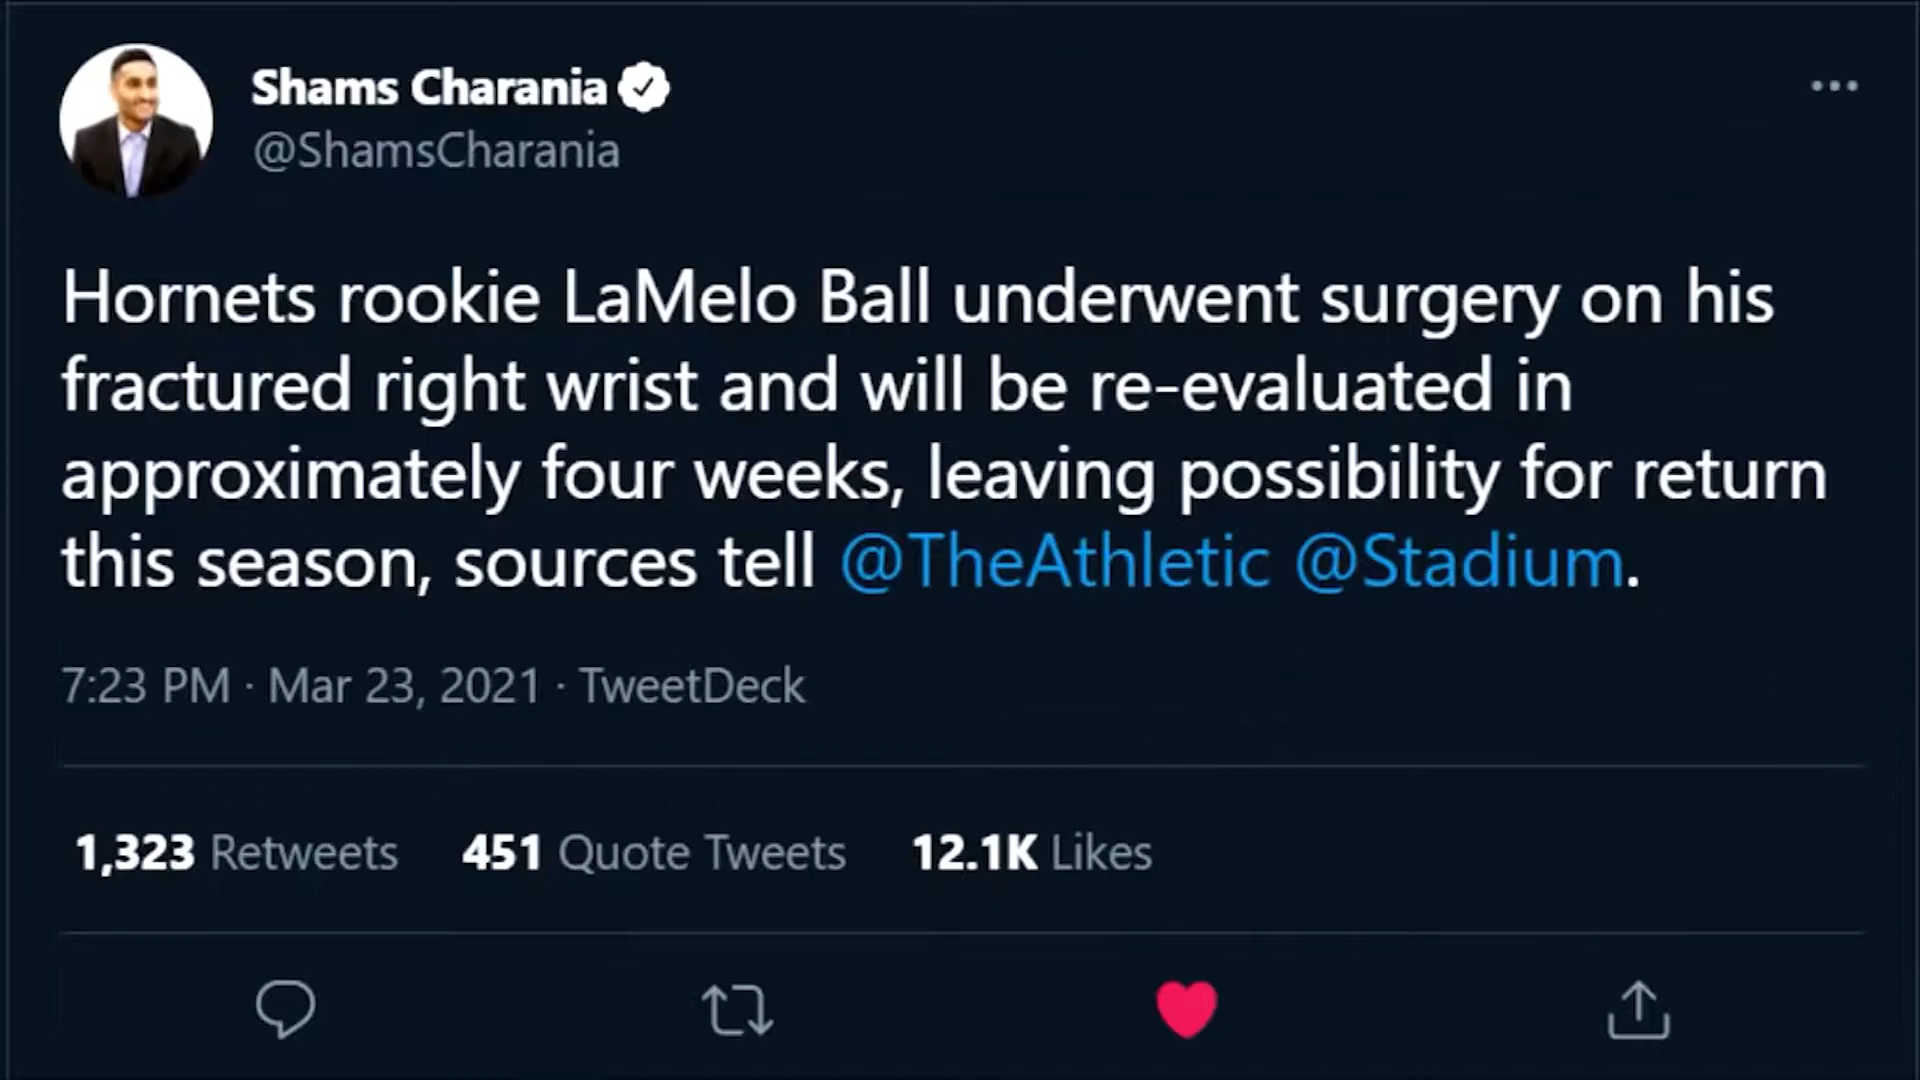 Shams Charania
@ShamsCharania
Hornets rookie LaMelo Ball underwent surgery on his
fractured right wrist and will be re-evaluated in
approximately four weeks, leaving possibility for return
this season, sources tell @TheAthletic @Stadium.
7:23 PM · Mar 23, 2021 · TweetDeck
1,323 Retweets 451 Quote Tweets 12.1K Likes